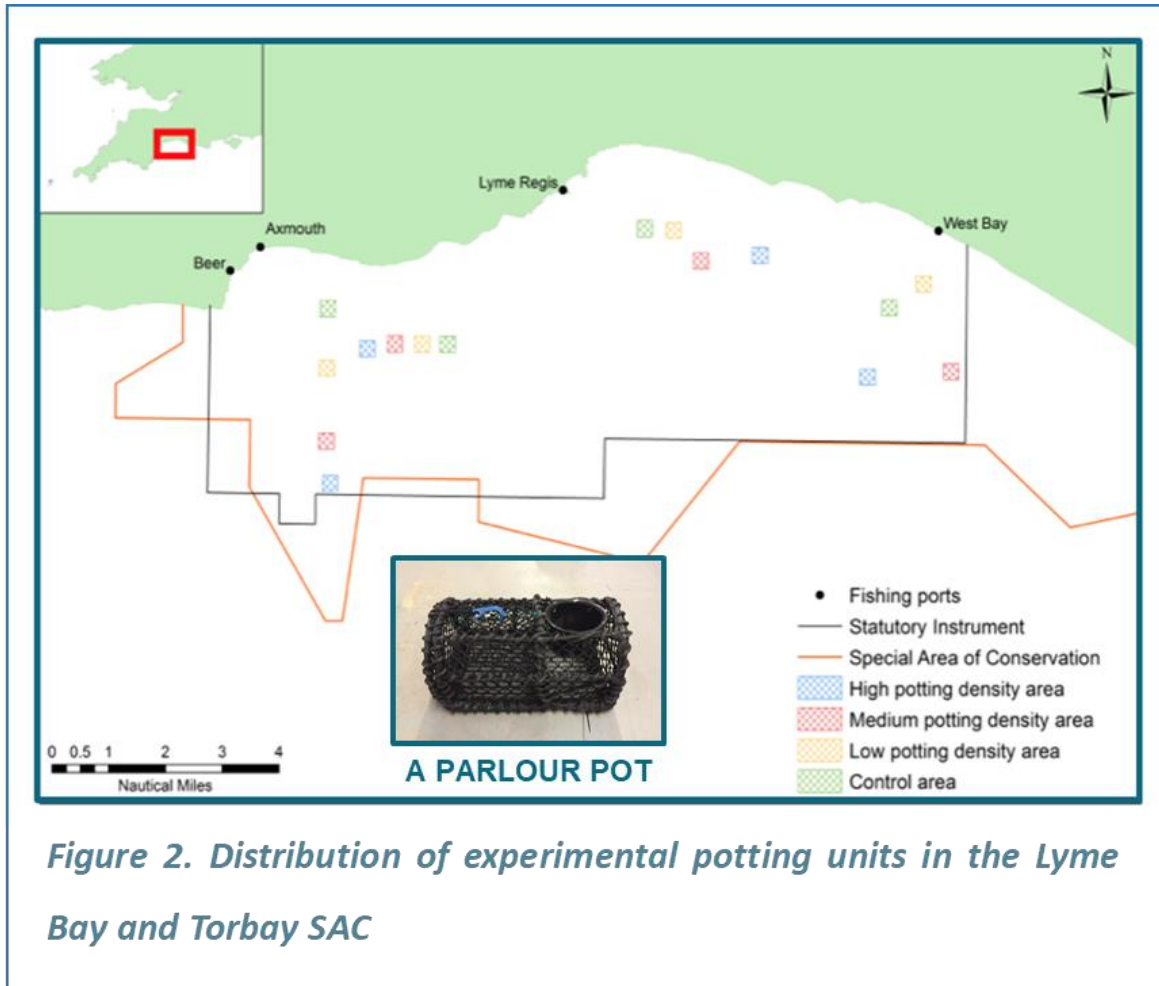 N
Lyme Regis
West Bay
Axmouth
Beer
Fishing ports
Statutory Instrument
Special Area of Conservation
High potting density area
Medium potting density area
Low potting density area
Control area
0 0.5 1 2 3 4
Nautical Miles
A PARLOUR POT
Figure 2. Distribution of experimental potting units in the Lyme
Bay and Torbay SAC